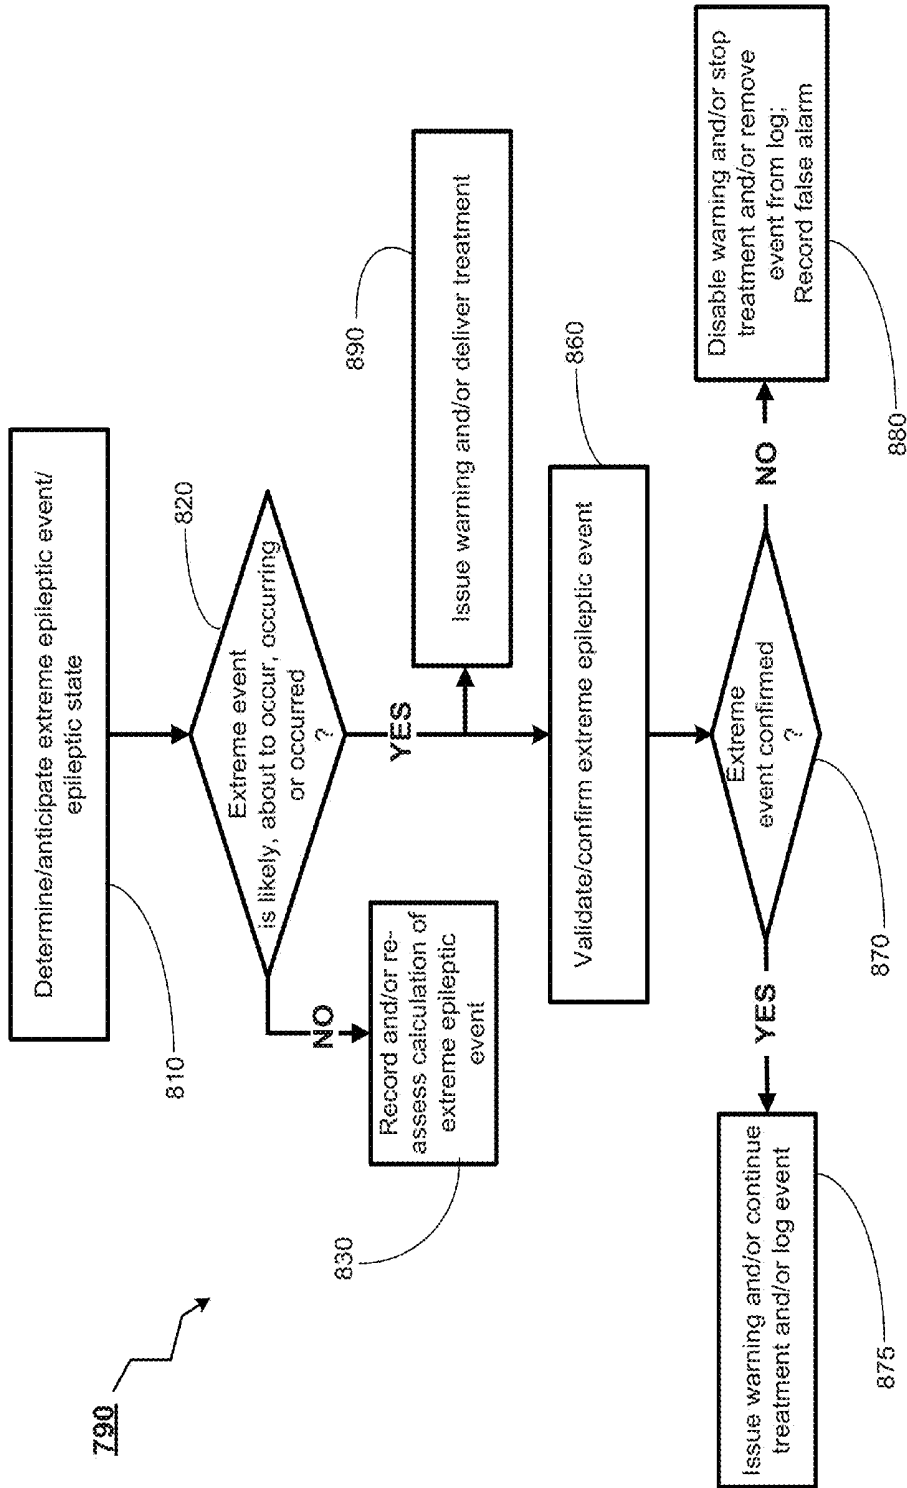 790
Determine/anticipate extreme epileptic event/
epileptic state
810
Extreme event
is likely, about to occur, occurring
or occurred
?
820
NO
YES
Record and/or re-
assess calculation of
extreme epileptic
event
830
Issue warning and/or deliver treatment
890
Validate/confirm extreme epileptic event
860
Extreme
event confirmed
?
870
YES
NO
Issue warning and/or continue
treatment and/or log event
875
Disable warning and/or stop
treatment and/or remove
event from log;
Record false alarm
880